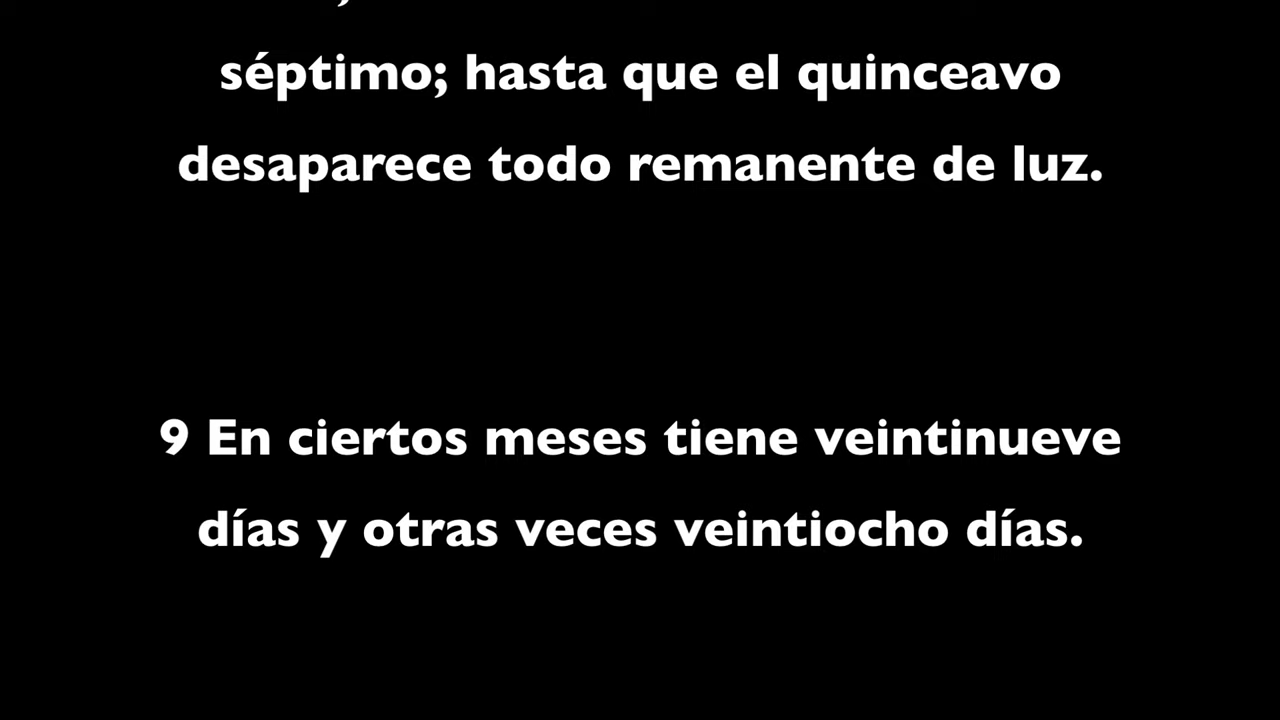 séptimo; hasta que el quinceavo
desaparece todo remanente de luz.
9 En ciertos meses tiene veintinueve
días y otras veces veintiocho días.